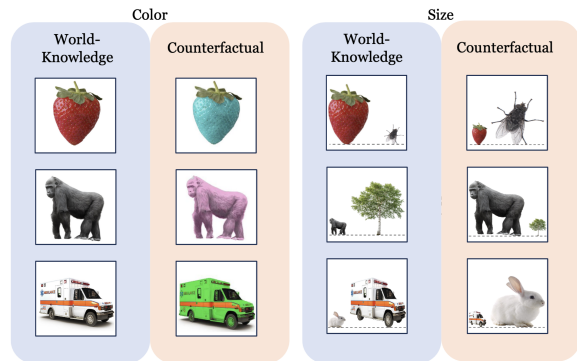 Color
World-
Knowledge
Counterfactual
Size
World-
Knowledge
Counterfactual